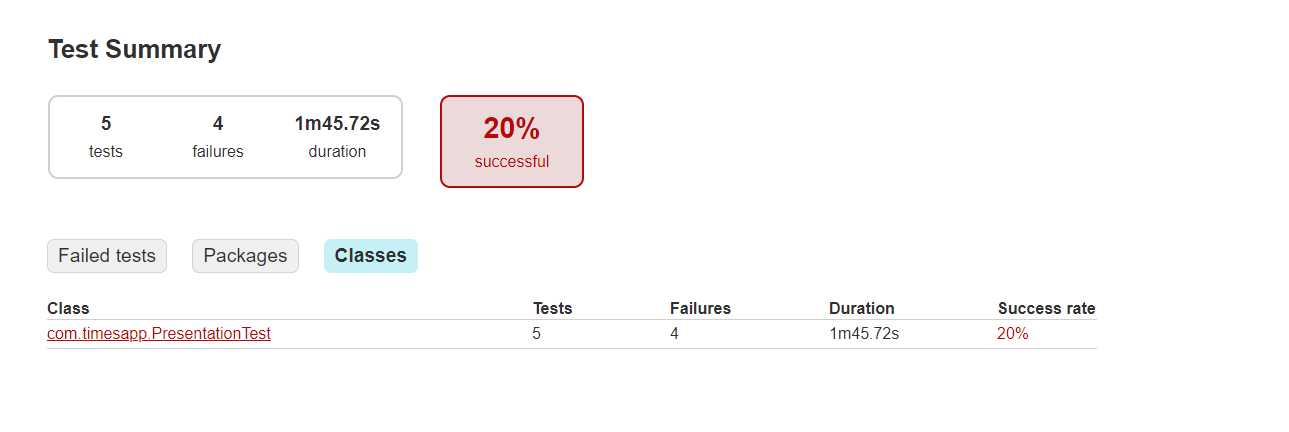 Test Summary
5 4 1m45.72s
tests failures duration
20%
successful
Failed tests Packages Classes
Class Tests Failures Duration Success rate
com.timesapp.PresentationTest 5 4 1m45.72s 20%